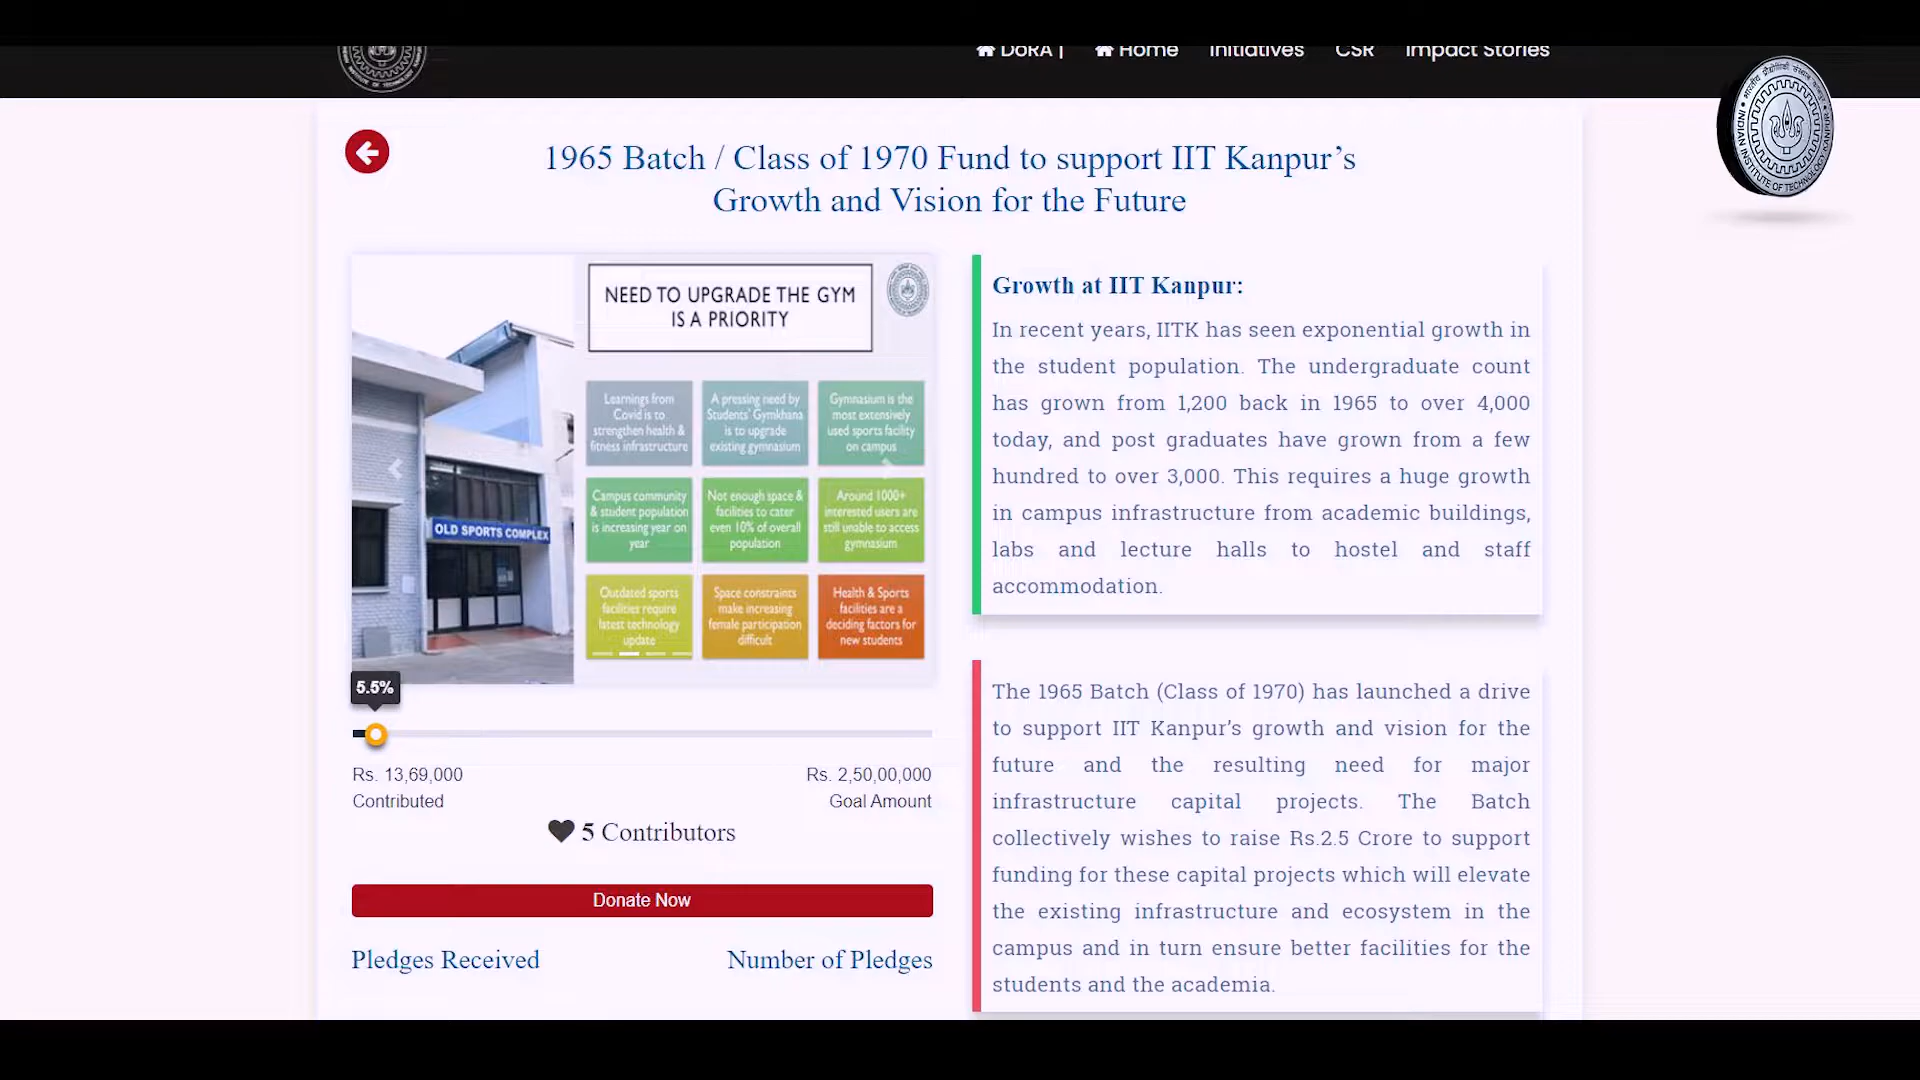 DoRA |
Home
Initiatives
CSR
Impact Stories
1965 Batch / Class of 1970 Fund to support IIT Kanpur’s
Growth and Vision for the Future
NEED TO UPGRADE THE GYM
IS A PRIORITY
Learnings from
Covid is to
strengthen health &
fitness infrastructure
A pressing need by
Students' Gymkhana
is to upgrade
existing gymnasium
Gymnasium is the
most extensively
used sports facility
on campus
Campus community
& student population
is increasing year on
year
Not enough space &
facilities to cater
even 10% of overall
population
Around 1000+
interested users are
still unable to access
gymnasium
Outdated sports
facilities require
latest technology
update
Space constraints
make increasing
female participation
difficult
Health & Sports
facilities are a
deciding factors for
new students
OLD SPORTS COMPLEX
5.5%
Rs. 13,69,000
Contributed
Rs. 2,50,00,000
Goal Amount
5 Contributors
Donate Now
Pledges Received
Number of Pledges
Growth at IIT Kanpur:
In recent years, IITK has seen exponential growth in
the student population. The undergraduate count
has grown from 1,200 back in 1965 to over 4,000
today, and post graduates have grown from a few
hundred to over 3,000. This requires a huge growth
in campus infrastructure from academic buildings,
labs and lecture halls to hostel and staff
accommodation.
The 1965 Batch (Class of 1970) has launched a drive
to support IIT Kanpur’s growth and vision for the
future and the resulting need for major
infrastructure capital projects. The Batch
collectively wishes to raise Rs.2.5 Crore to support
funding for these capital projects which will elevate
the existing infrastructure and ecosystem in the
campus and in turn ensure better facilities for the
students and the academia.
INDIAN INSTITUTE OF TECHNOLOGY KANPUR